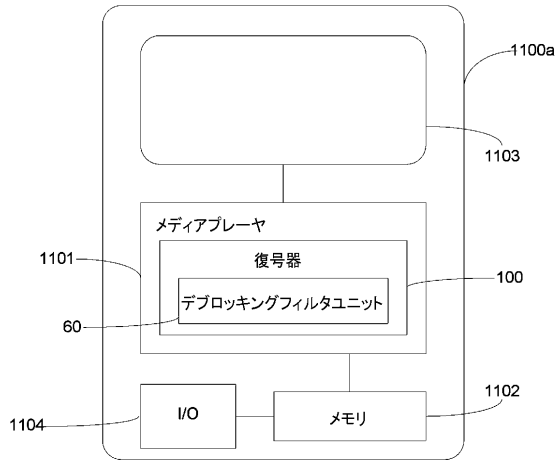 1100a
1103
メディアプレーヤ
1101
復号器
100
デブロッキングフィルタユニット
60
1102
I/O
メモリ
1104